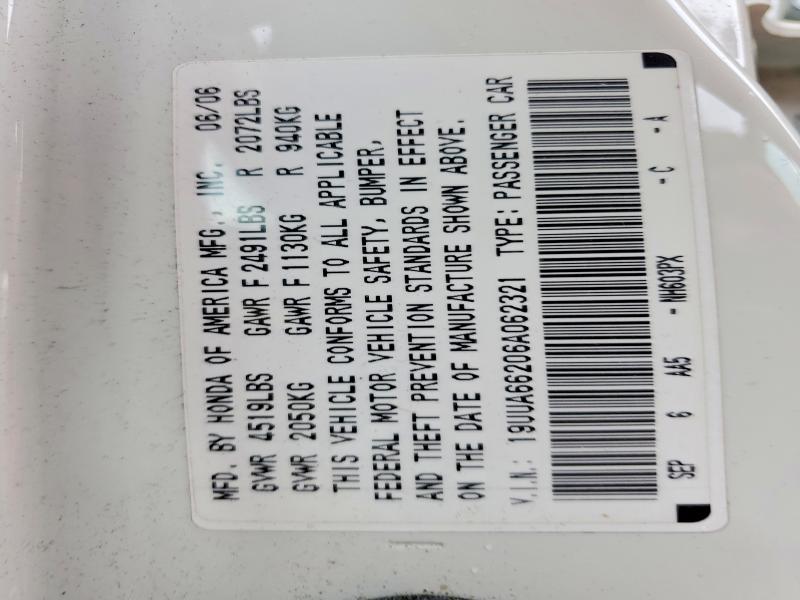 MFD. BY HONDA OF AMERICA MFG., INC. 06/06
GVWR 4519LBS GAWR F 2491LBS R 2072LBS
GVWR 2050KG GAWR F 1130KG R 940KG
THIS VEHICLE CONFORMS TO ALL APPLICABLE
FEDERAL MOTOR VEHICLE SAFETY, BUMPER,
AND THEFT PREVENTION STANDARDS IN EFFECT
ON THE DATE OF MANUFACTURE SHOWN ABOVE.
V.I.N.: 19UUA66206A062321 TYPE: PASSENGER CAR
SEP 6 AA5 - NH603PX - C - A